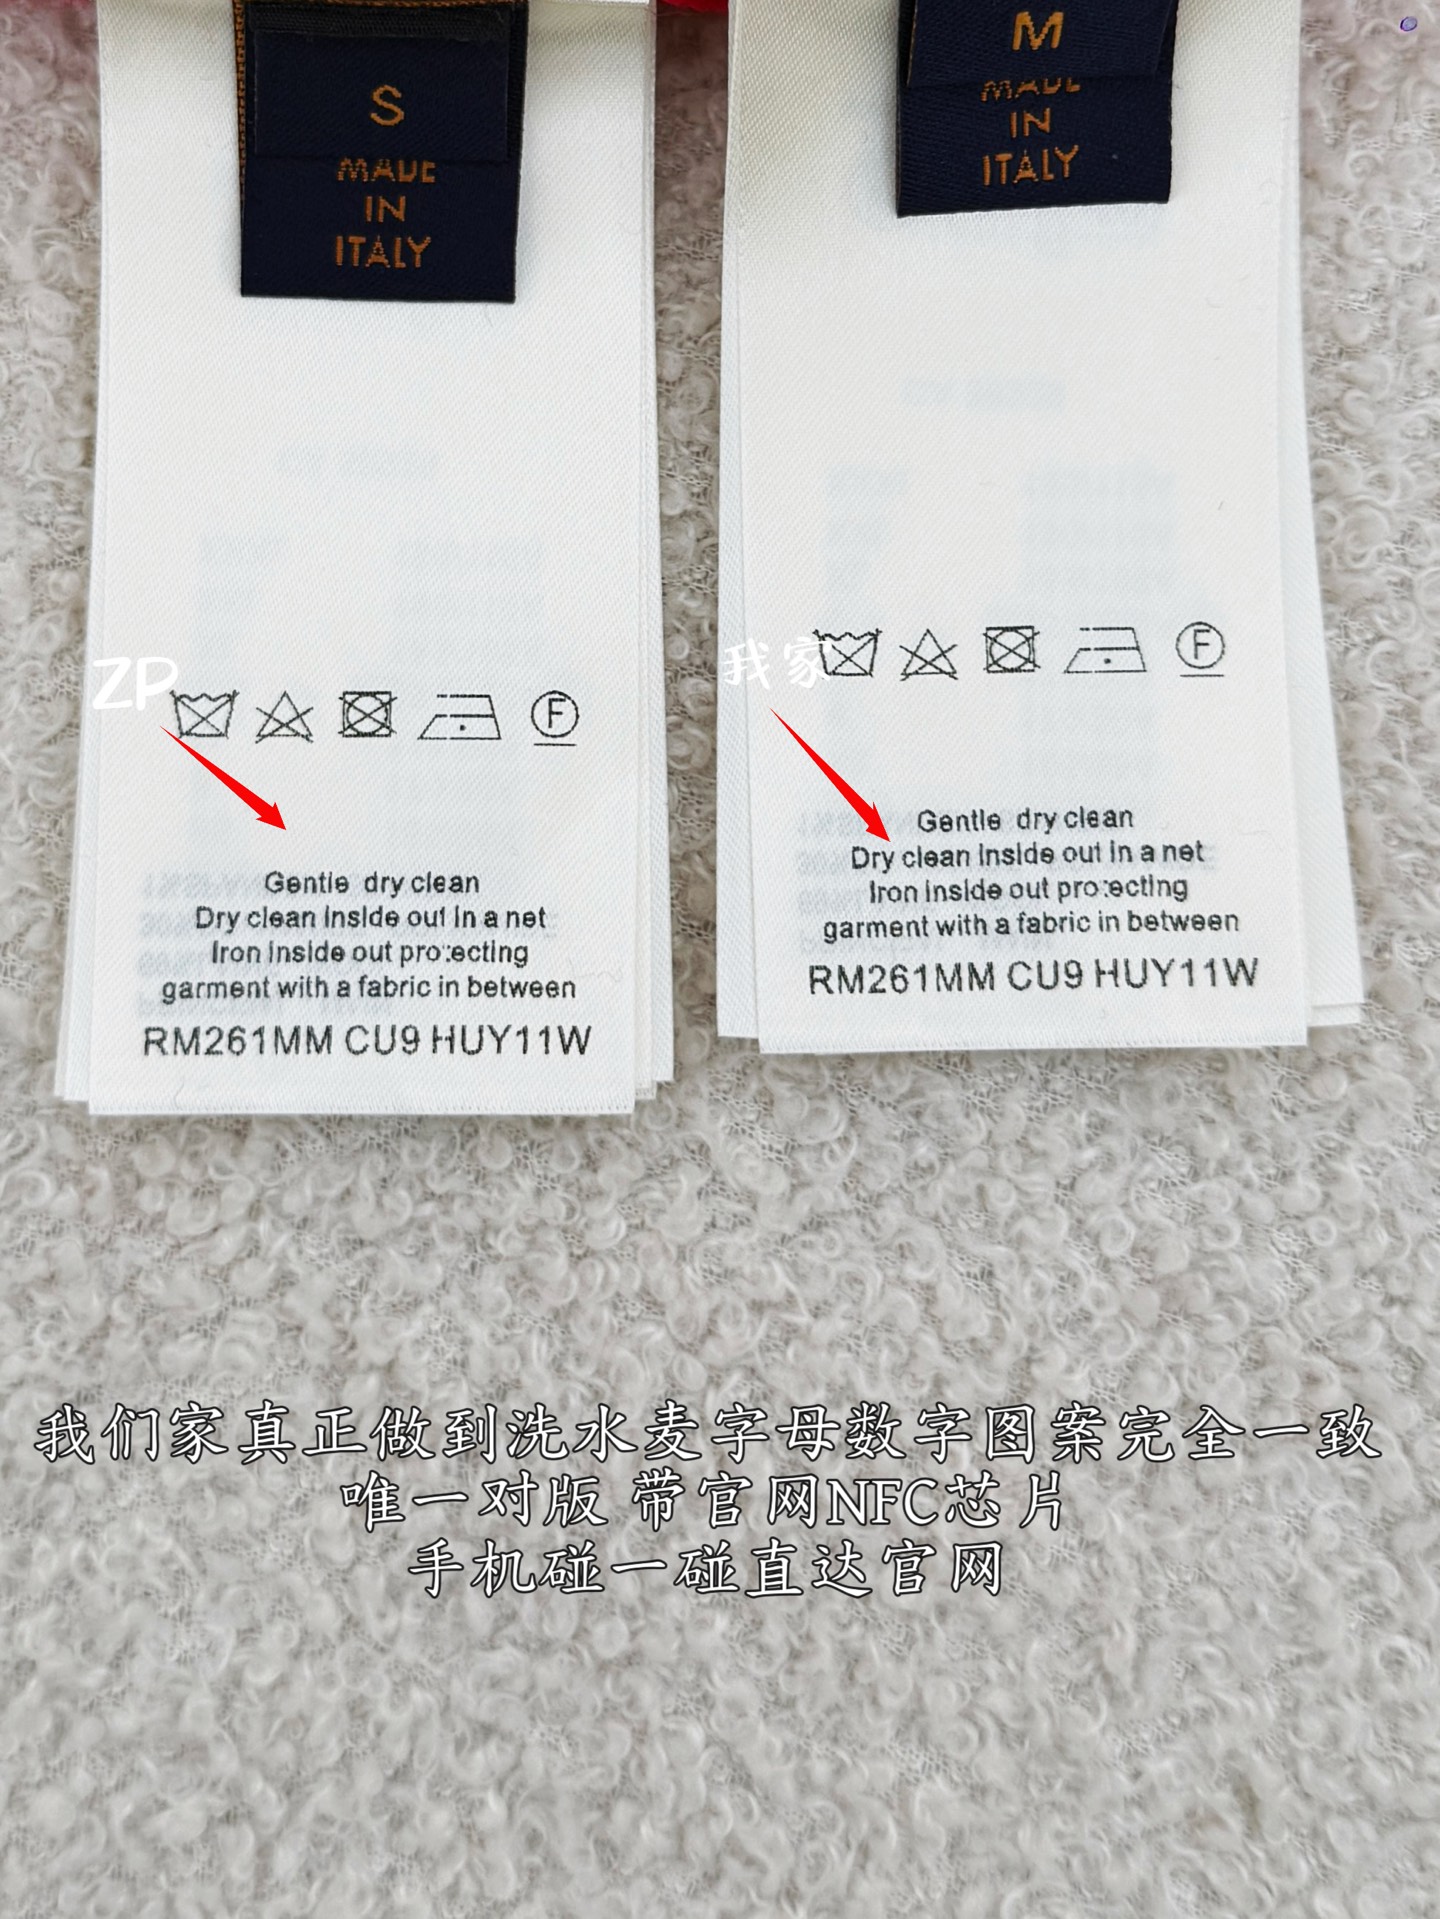 S
MADE
IN
ITALY
M
MADE
IN
ITALY
ZP
F
Gentle dry clean
Dry clean inside out in a net
Iron inside out protecting
garment with a fabric in between
RM261MM CU9 HUY11W
我家
F
Gentle dry clean
Dry clean inside out in a net
Iron inside out protecting
garment with a fabric in between
RM261MM CU9 HUY11W
我们家真正做到洗水麦字母数字图案完全一致
唯一对版 带官网NFC芯片
手机碰一碰直达官网